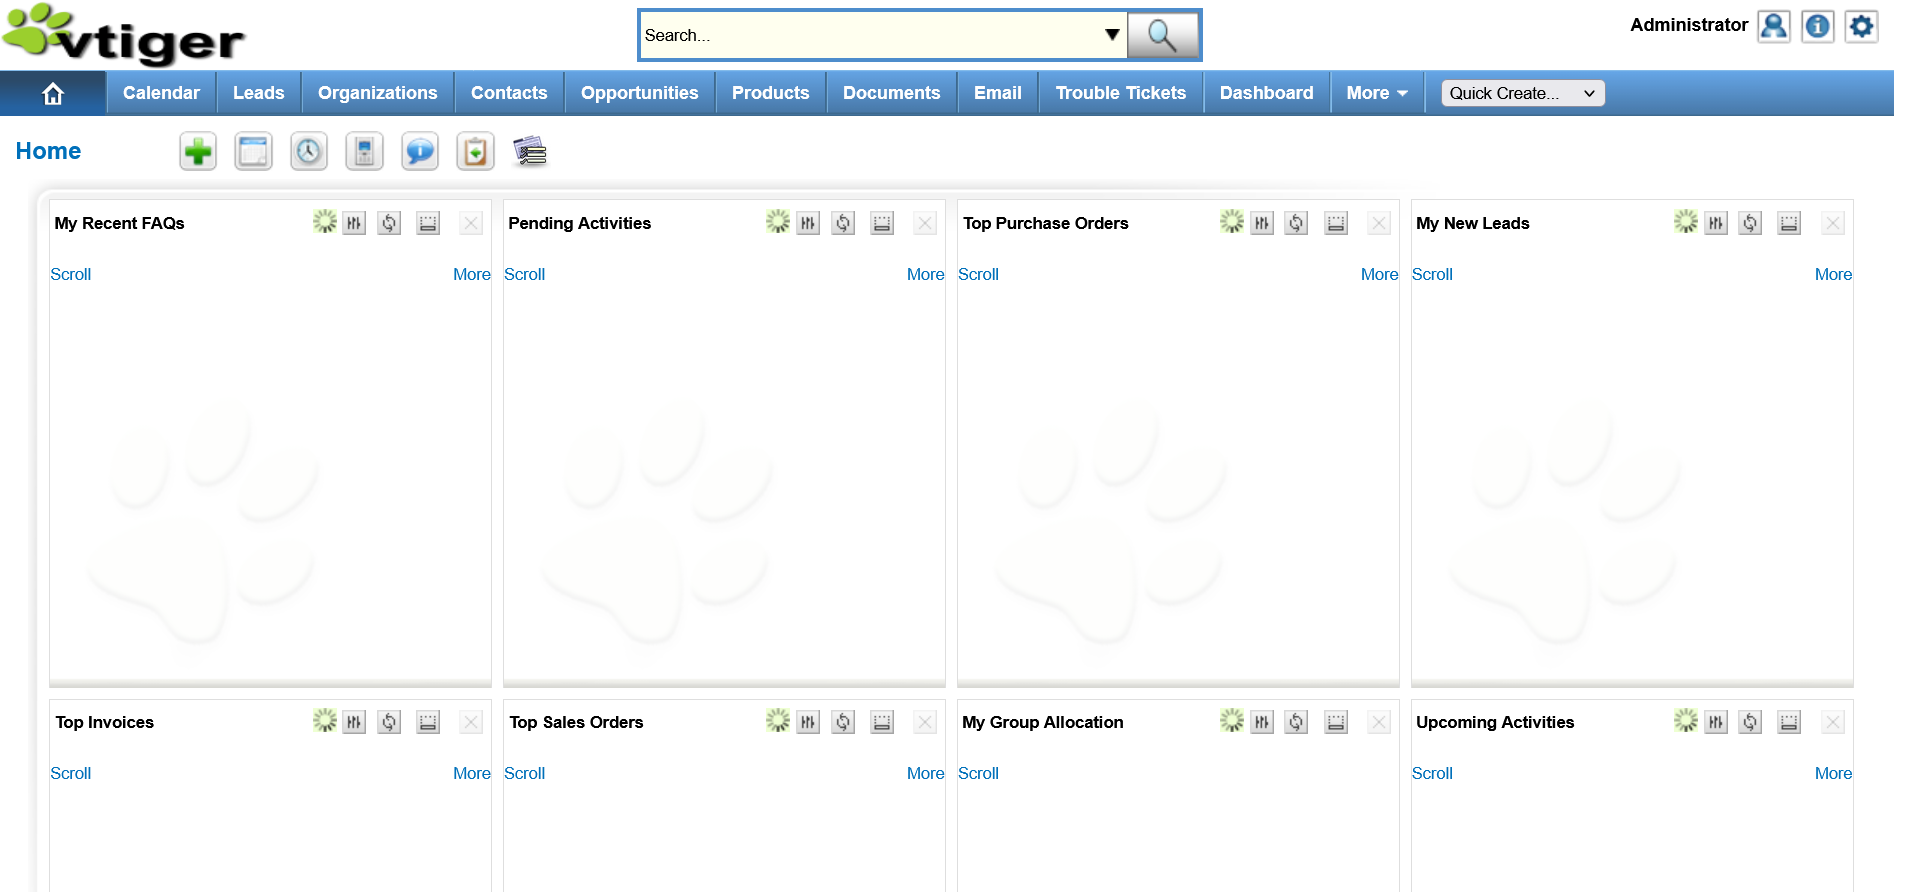 vtiger
Search...
Administrator
Calendar Leads Organizations Contacts Opportunities Products Documents Email Trouble Tickets Dashboard More Quick Create...
Home
My Recent FAQs Pending Activities Top Purchase Orders My New Leads
Scroll More Scroll More Scroll More Scroll More
Top Invoices Top Sales Orders My Group Allocation Upcoming Activities
Scroll More Scroll More Scroll Scroll More